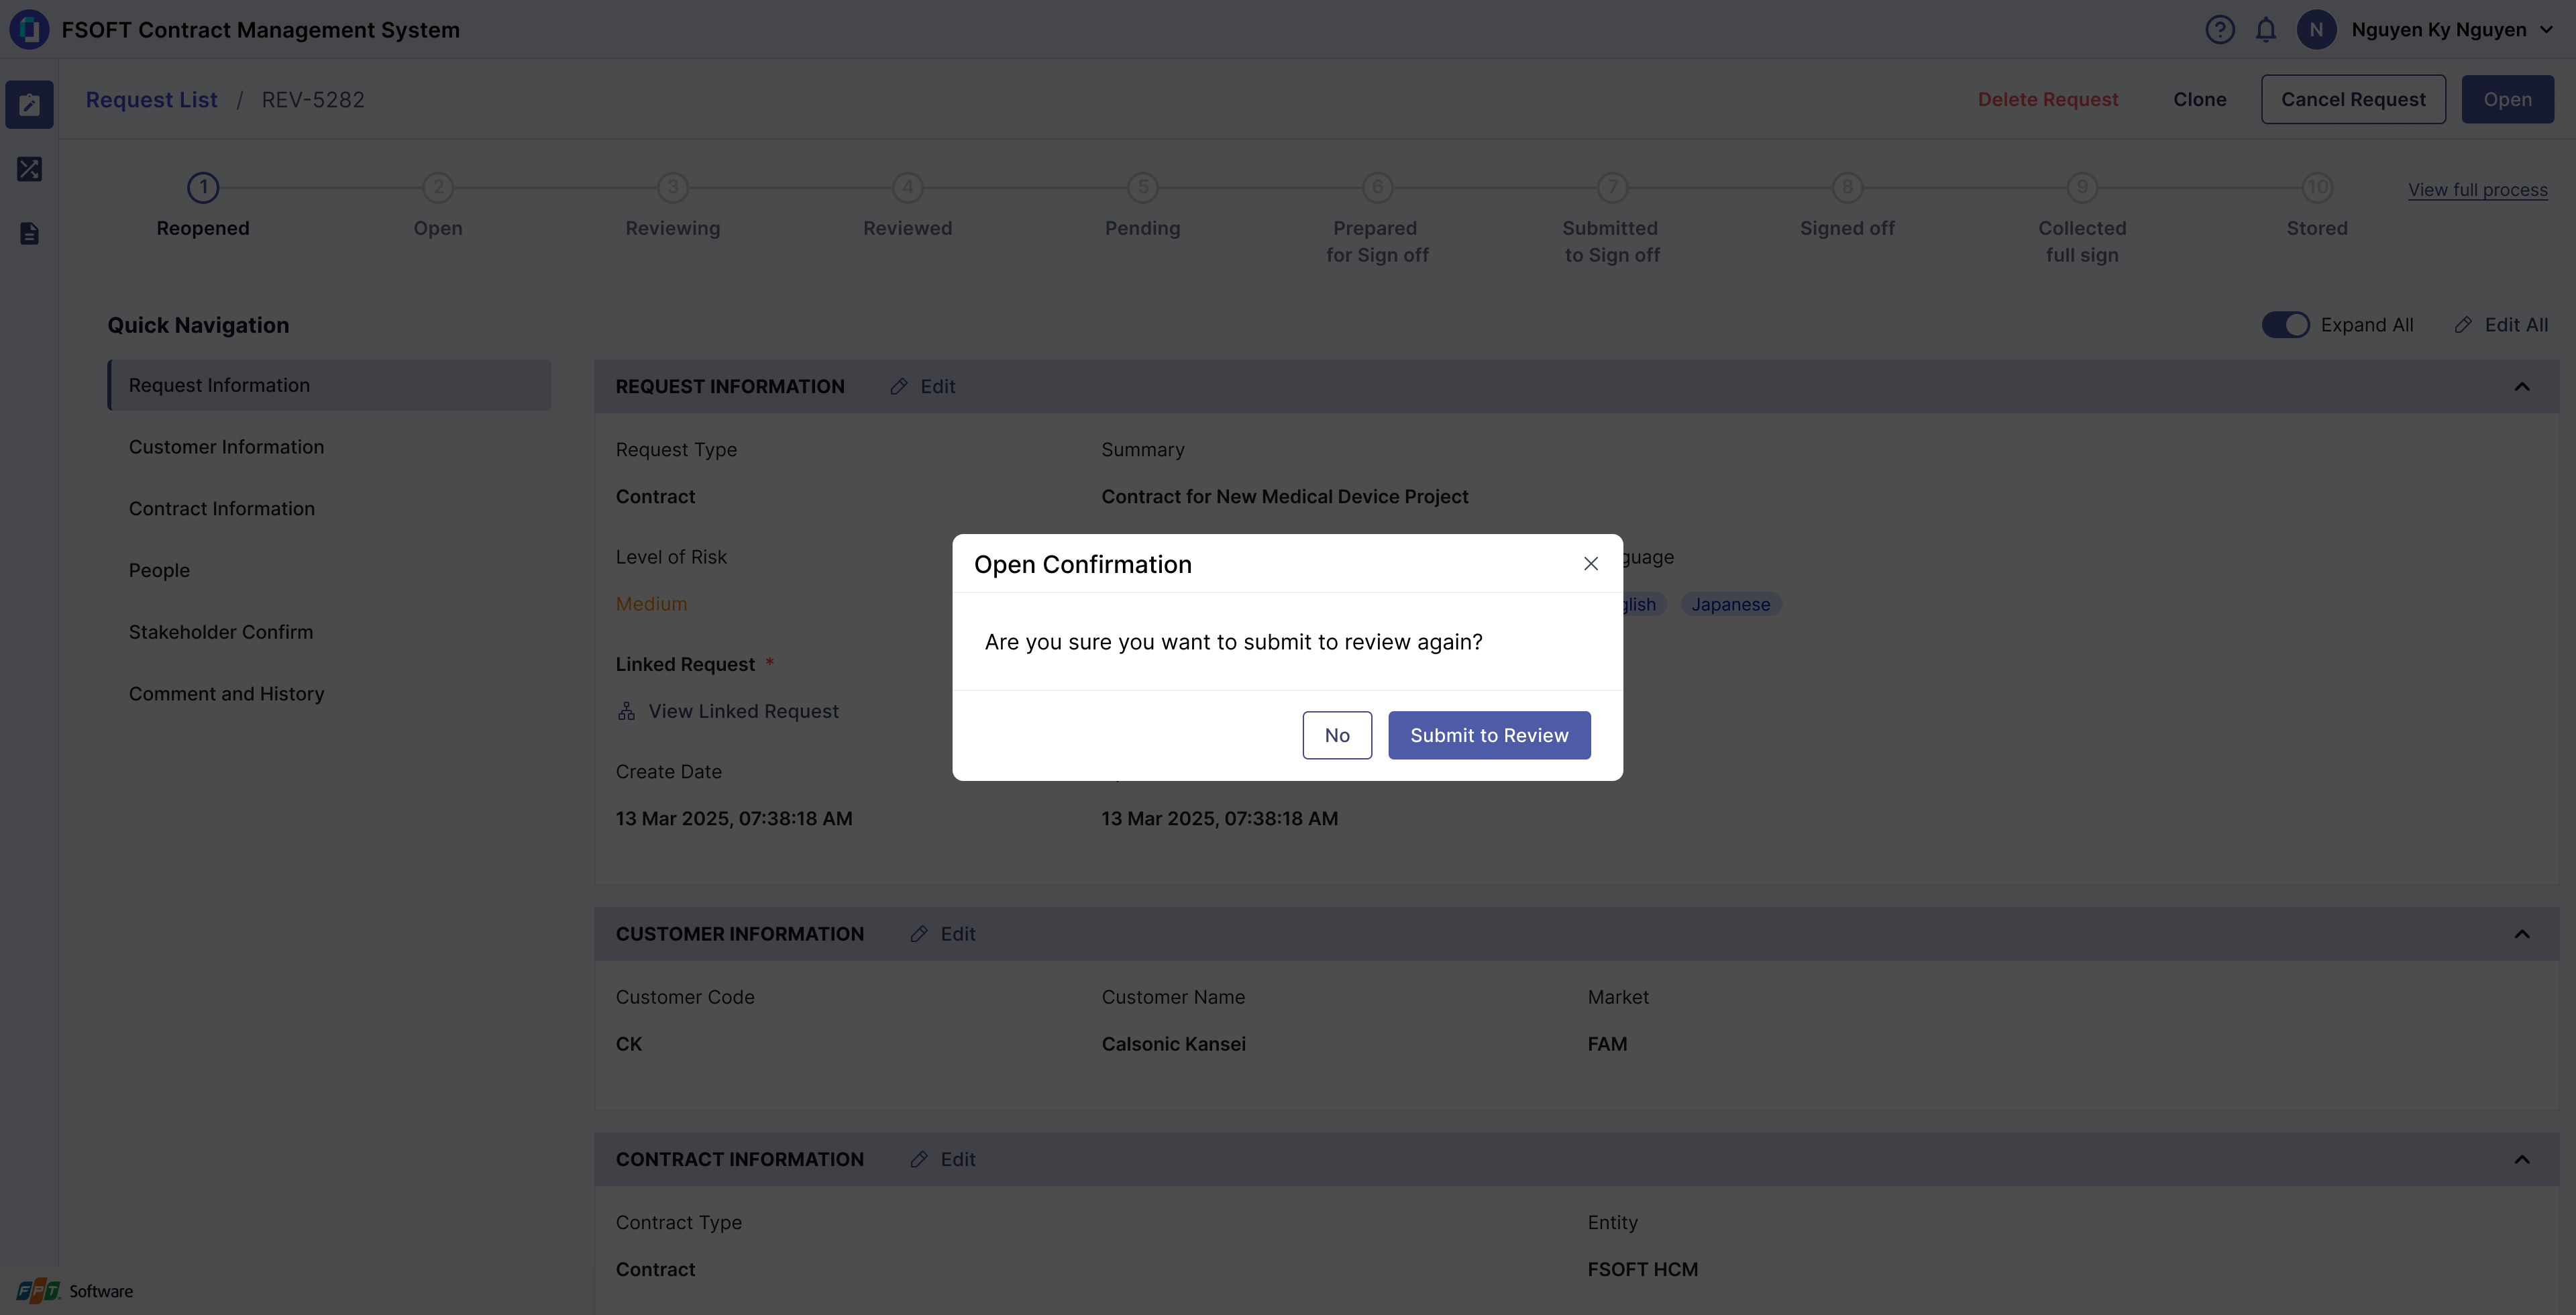 FSOFT Contract Management System
N
Nguyen Ky Nguyen
Request List / REV-5282
Delete Request
Clone
Cancel Request
Open
1
2
3
4
5
6
7
8
9
10
View full process
Reopened
Open
Reviewing
Reviewed
Pending
Prepared
for Sign off
Submitted
to Sign off
Signed off
Collected
full sign
Stored
Quick Navigation
Expand All
Edit All
Request Information
Customer Information
Contract Information
People
Stakeholder Confirm
Comment and History
REQUEST INFORMATION
Edit
Request Type
Summary
Contract
Contract for New Medical Device Project
Level of Risk
guage
Medium
glish
Japanese
Linked Request *
View Linked Request
Create Date
13 Mar 2025, 07:38:18 AM
13 Mar 2025, 07:38:18 AM
Open Confirmation
Are you sure you want to submit to review again?
No
Submit to Review
CUSTOMER INFORMATION
Edit
Customer Code
Customer Name
Market
CK
Calsonic Kansei
FAM
CONTRACT INFORMATION
Edit
Contract Type
Entity
Contract
FSOFT HCM
FPT Software